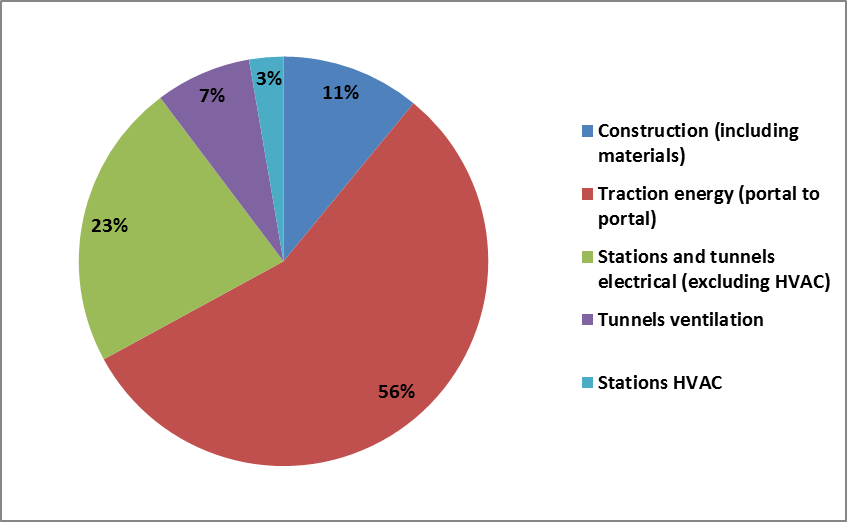 3%
11%
7%
23%
56%
Construction (including
materials)
Traction energy (portal to
portal)
Stations and tunnels
electrical (excluding HVAC)
Tunnels ventilation
Stations HVAC